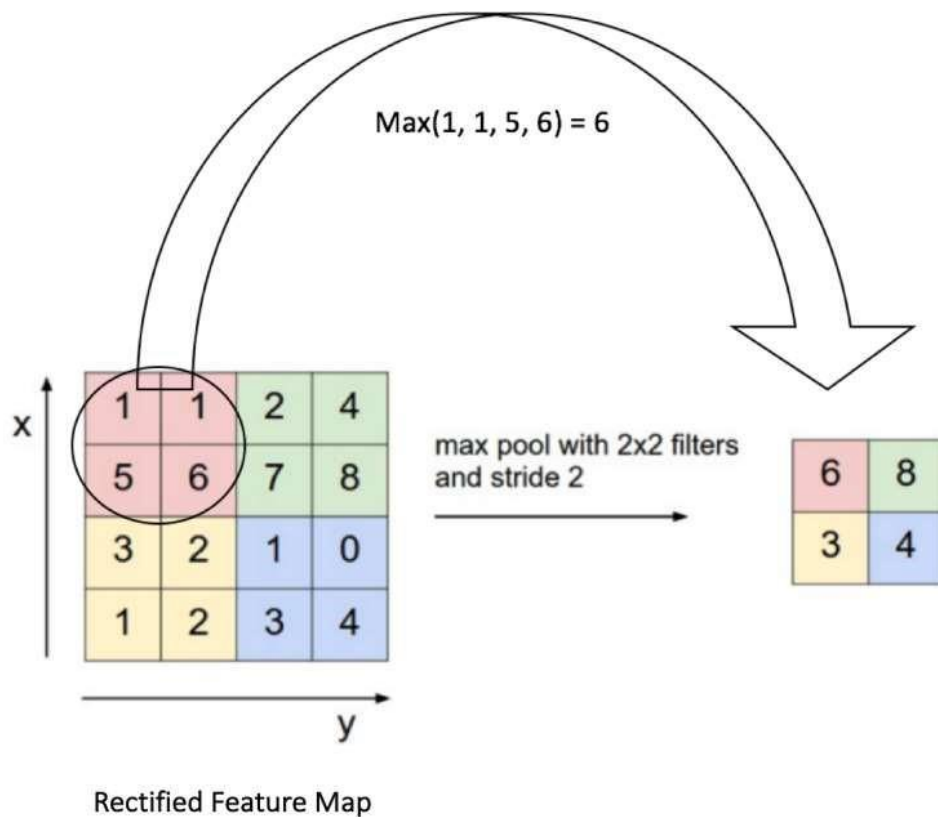 Max(1, 1, 5, 6) = 6
x
1 1 2 4
5 6 7 8
3 2 1 0
1 2 3 4
y
max pool with 2x2 filters
and stride 2
6 8
3 4
Rectified Feature Map